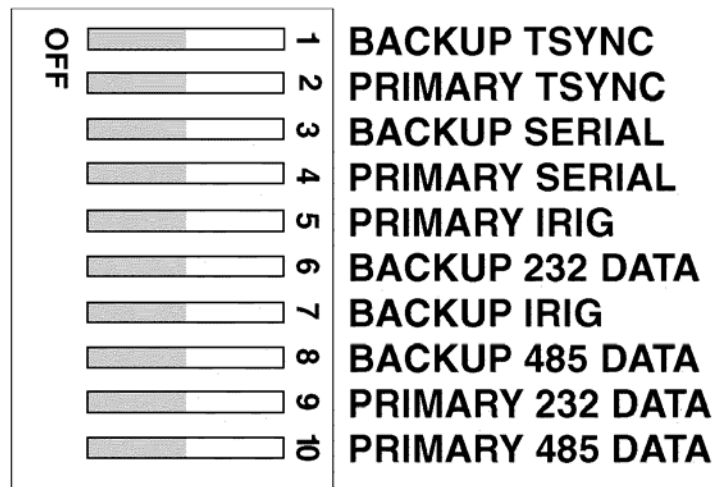 OFF
1 BACKUP TSYNC
2 PRIMARY TSYNC
3 BACKUP SERIAL
4 PRIMARY SERIAL
5 PRIMARY IRIG
6 BACKUP 232 DATA
7 BACKUP IRIG
8 BACKUP 485 DATA
9 PRIMARY 232 DATA
10 PRIMARY 485 DATA